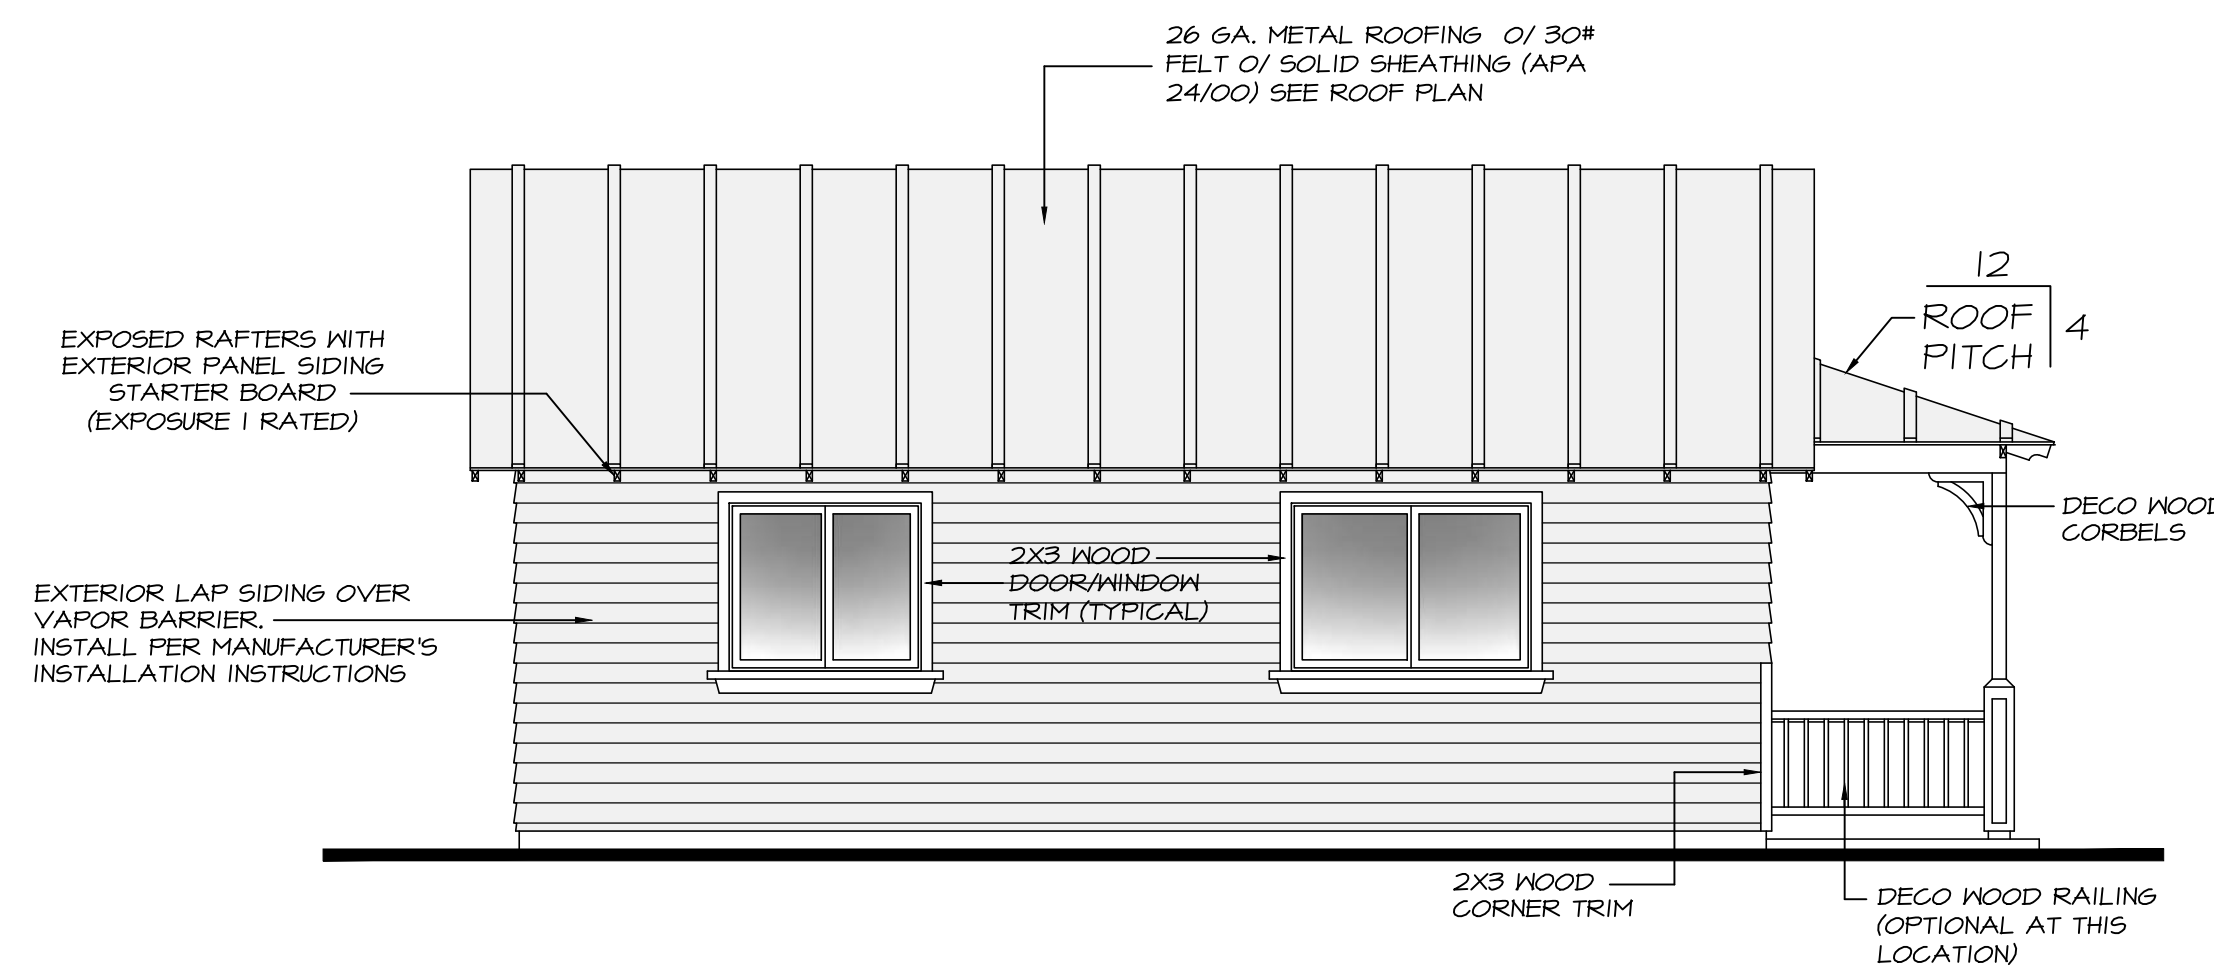 26 GA. METAL ROOFING O/ 30#
FELT O/ SOLID SHEATHING (APA
24/00) SEE ROOF PLAN
12
ROOF
PITCH
4
EXPOSED RAFTERS WITH
EXTERIOR PANEL SIDING
STARTER BOARD
(EXPOSURE 1 RATED)
DECO WOOD
CORBELS
2X3 WOOD
DOOR/WINDOW
TRIM (TYPICAL)
EXTERIOR LAP SIDING OVER
VAPOR BARRIER.
INSTALL PER MANUFACTURER'S
INSTALLATION INSTRUCTIONS
2X3 WOOD
CORNER TRIM
DECO WOOD RAILING
(OPTIONAL AT THIS
LOCATION)